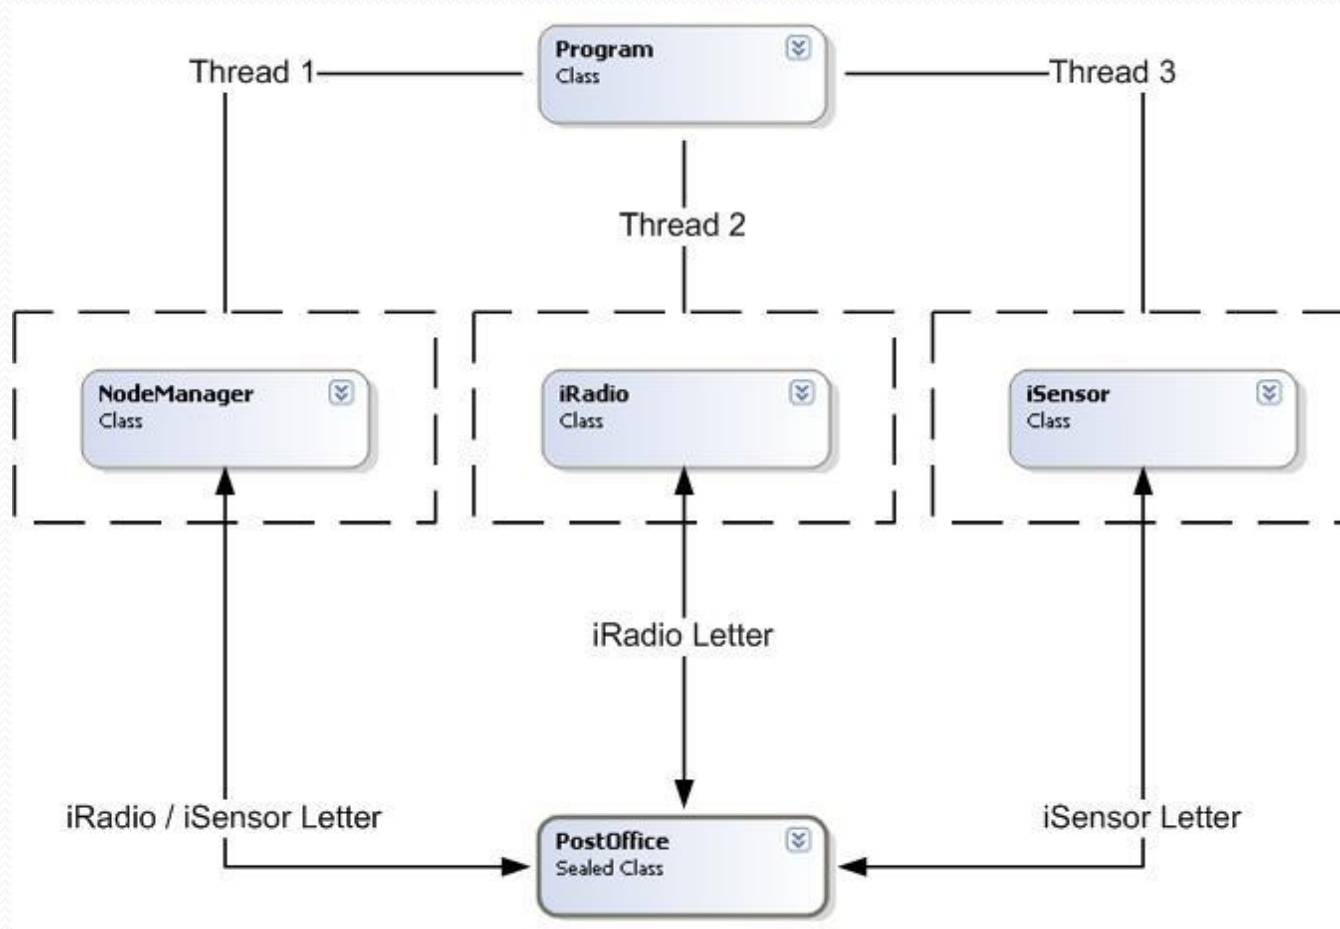 Program
Class
Thread 1
Thread 3
Thread 2
NodeManager
Class
iRadio
Class
iSensor
Class
iRadio Letter
iRadio / iSensor Letter
iSensor Letter
PostOffice
Sealed Class